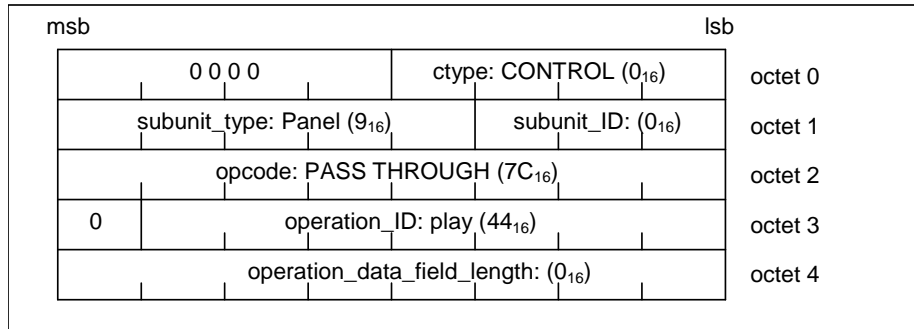 msb lsb
0 0 0 0 ctype: CONTROL (0₁₆) octet 0
subunit_type: Panel (9₁₆) subunit_ID: (0₁₆) octet 1
opcode: PASS THROUGH (7C₁₆) octet 2
0 operation_ID: play (44₁₆) octet 3
operation_data_field_length: (0₁₆) octet 4